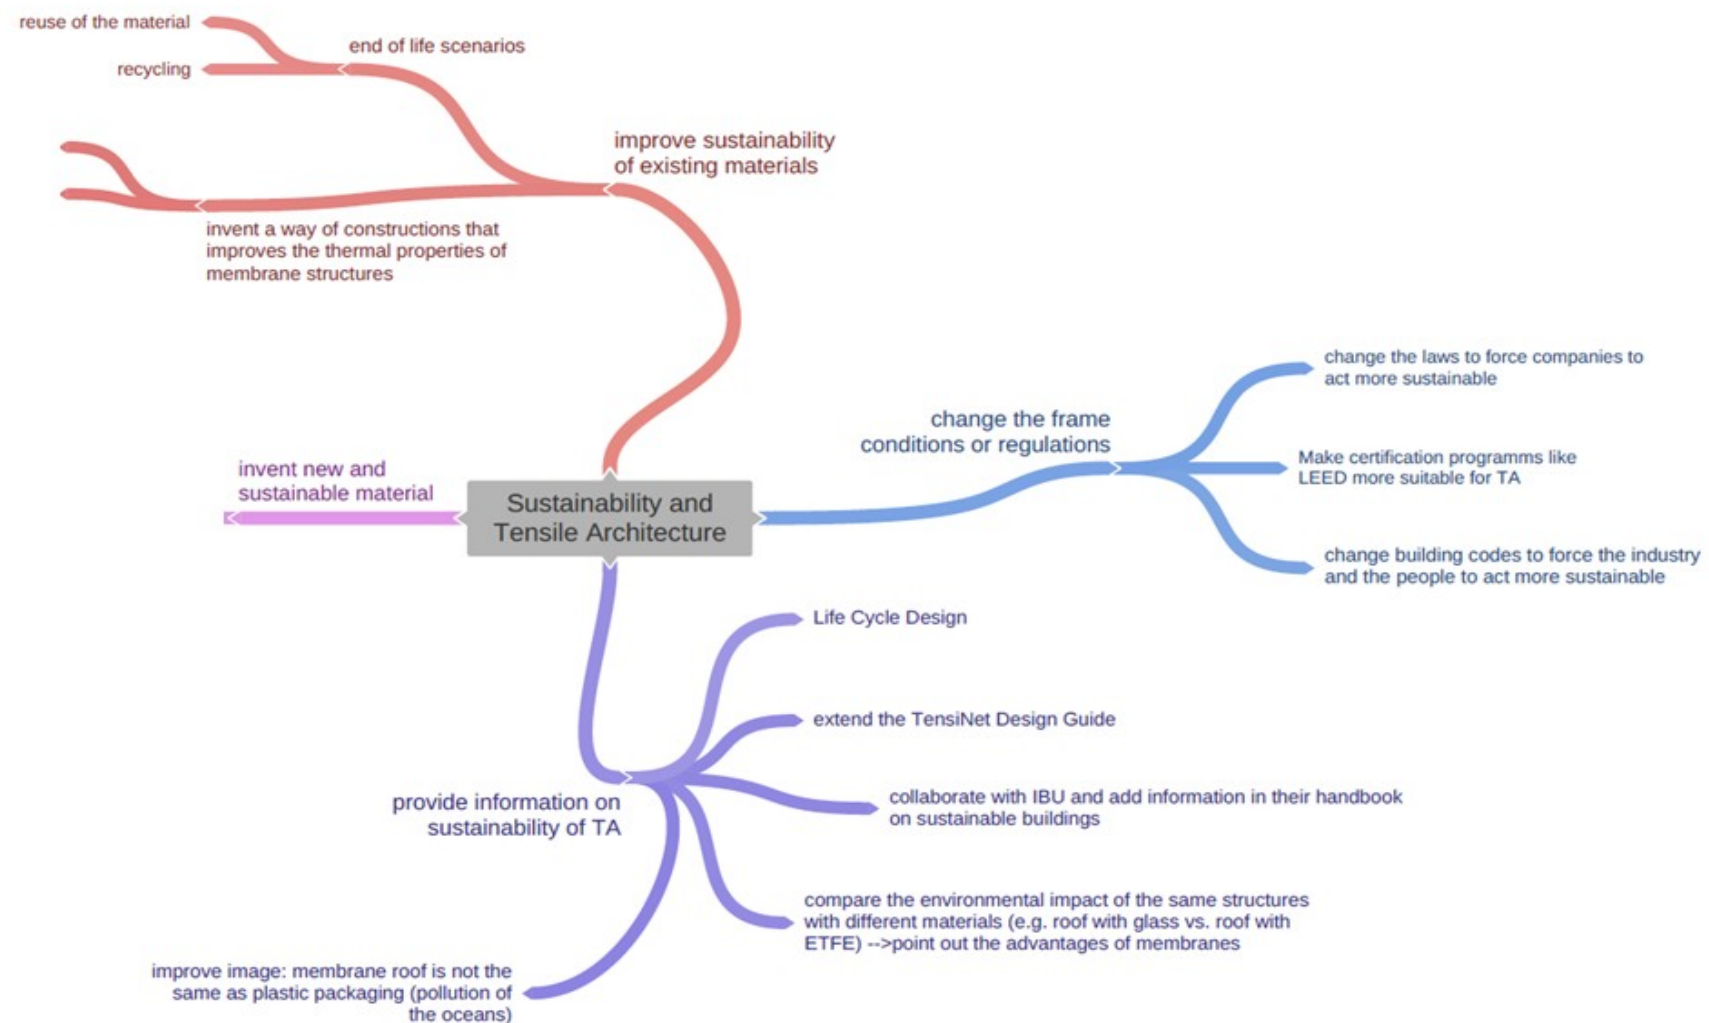 reuse of the material
recycling
end of life scenarios
improve sustainability
of existing materials
invent a way of constructions that
improves the thermal properties of
membrane structures
change the laws to force companies to
act more sustainable
change the frame
conditions or regulations
Make certification programms like
LEED more suitable for TA
invent new and
sustainable material
Sustainability and
Tensile Architecture
change building codes to force the industry
and the people to act more sustainable
Life Cycle Design
extend the TensiNet Design Guide
provide information on
sustainability of TA
collaborate with IBU and add information in their handbook
on sustainable buildings
compare the environmental impact of the same structures
with different materials (e.g. roof with glass vs. roof with
ETFE) -->point out the advantages of membranes
improve image: membrane roof is not the
same as plastic packaging (pollution of
the oceans)